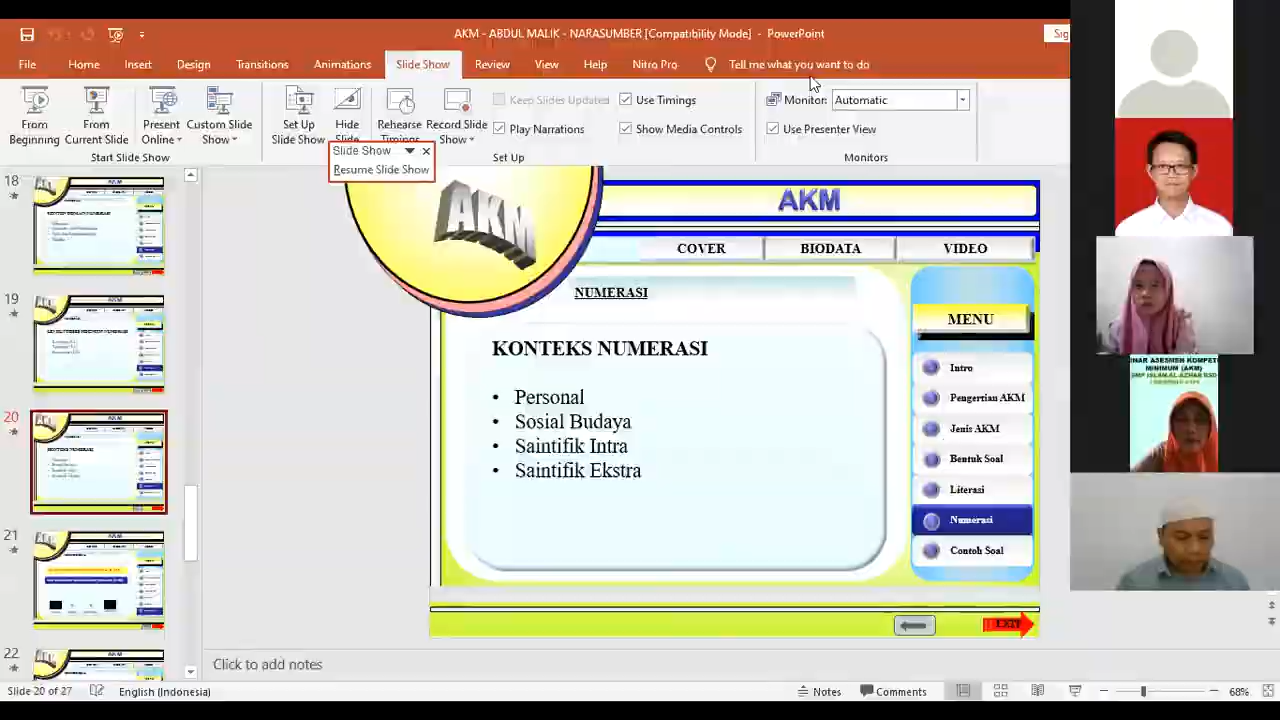 AKM - ABDUL MALIK - NARASUMBER [Compatibility Mode] - PowerPoint
File Home Insert Design Transitions Animations Slide Show Review View Help Nitro Pro Tell me what you want to do
From Beginning
From Current Slide
Present Online
Custom Slide Show
Start Slide Show
Set Up Slide Show
Hide Slide
Rehearse Timings
Record Slide Show
Keep Slides Updated
Play Narrations
Use Timings
Show Media Controls
Set Up
Monitor: Automatic
Use Presenter View
Monitors
Slide Show
Resume Slide Show
18
19
20
21
22
AKM
AKM
COVER BIODATA VIDEO
NUMERASI
KONTEKS NUMERASI
• Personal
• Sosial Budaya
• Saintifik Intra
• Saintifik Ekstra
MENU
Intro
Pengertian AKM
Jenis AKM
Bentuk Soal
Literasi
Numerasi
Contoh Soal
EXIT
MINIMUM (AKM)
Click to add notes
Slide 20 of 27 English (Indonesia) Notes Comments 68%